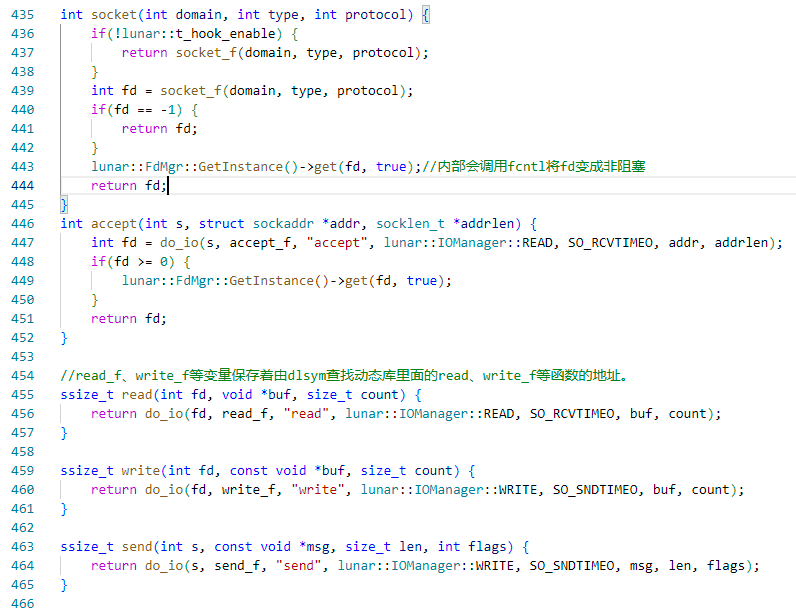 435 int socket(int domain, int type, int protocol) {
436     if(!lunar::t_hook_enable) {
437         return socket_f(domain, type, protocol);
438     }
439     int fd = socket_f(domain, type, protocol);
440     if(fd == -1) {
441         return fd;
442     }
443     lunar::FdMgr::GetInstance()->get(fd, true);//内部会调用fcntl将fd变成非阻塞
444     return fd;
445 }
446 int accept(int s, struct sockaddr *addr, socklen_t *addrlen) {
447     int fd = do_io(s, accept_f, "accept", lunar::IOManager::READ, SO_RCVTIMEO, addr, addrlen);
448     if(fd >= 0) {
449         lunar::FdMgr::GetInstance()->get(fd, true);
450     }
451     return fd;
452 }
453
454 //read_f、write_f等变量保存着由dlsym查找动态库里面的read、write_f等函数的地址。
455 ssize_t read(int fd, void *buf, size_t count) {
456     return do_io(fd, read_f, "read", lunar::IOManager::READ, SO_RCVTIMEO, buf, count);
457 }
458
459 ssize_t write(int fd, const void *buf, size_t count) {
460     return do_io(fd, write_f, "write", lunar::IOManager::WRITE, SO_SNDTIMEO, buf, count);
461 }
462
463 ssize_t send(int s, const void *msg, size_t len, int flags) {
464     return do_io(s, send_f, "send", lunar::IOManager::WRITE, SO_SNDTIMEO, msg, len, flags);
465 }
466